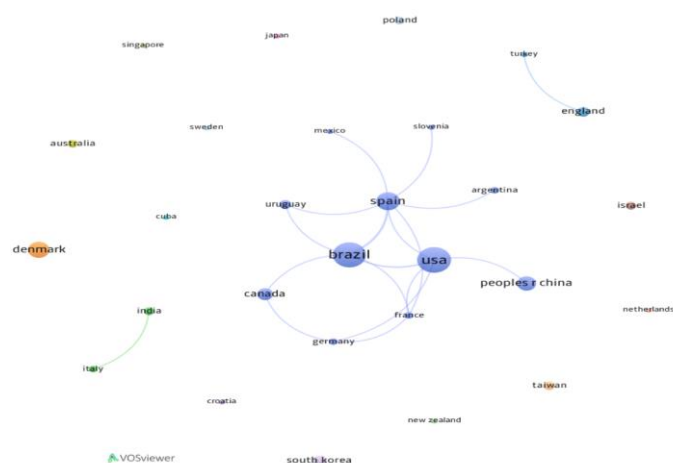 poland
japan
singapore
turkey
england
sweden
mexico
slovenia
australia
argentina
spain
uruguay
israel
cuba
denmark
brazil
usa
peoples r china
canada
india
france
netherlands
germany
italy
taiwan
croatia
new zealand
VOSviewer
south korea